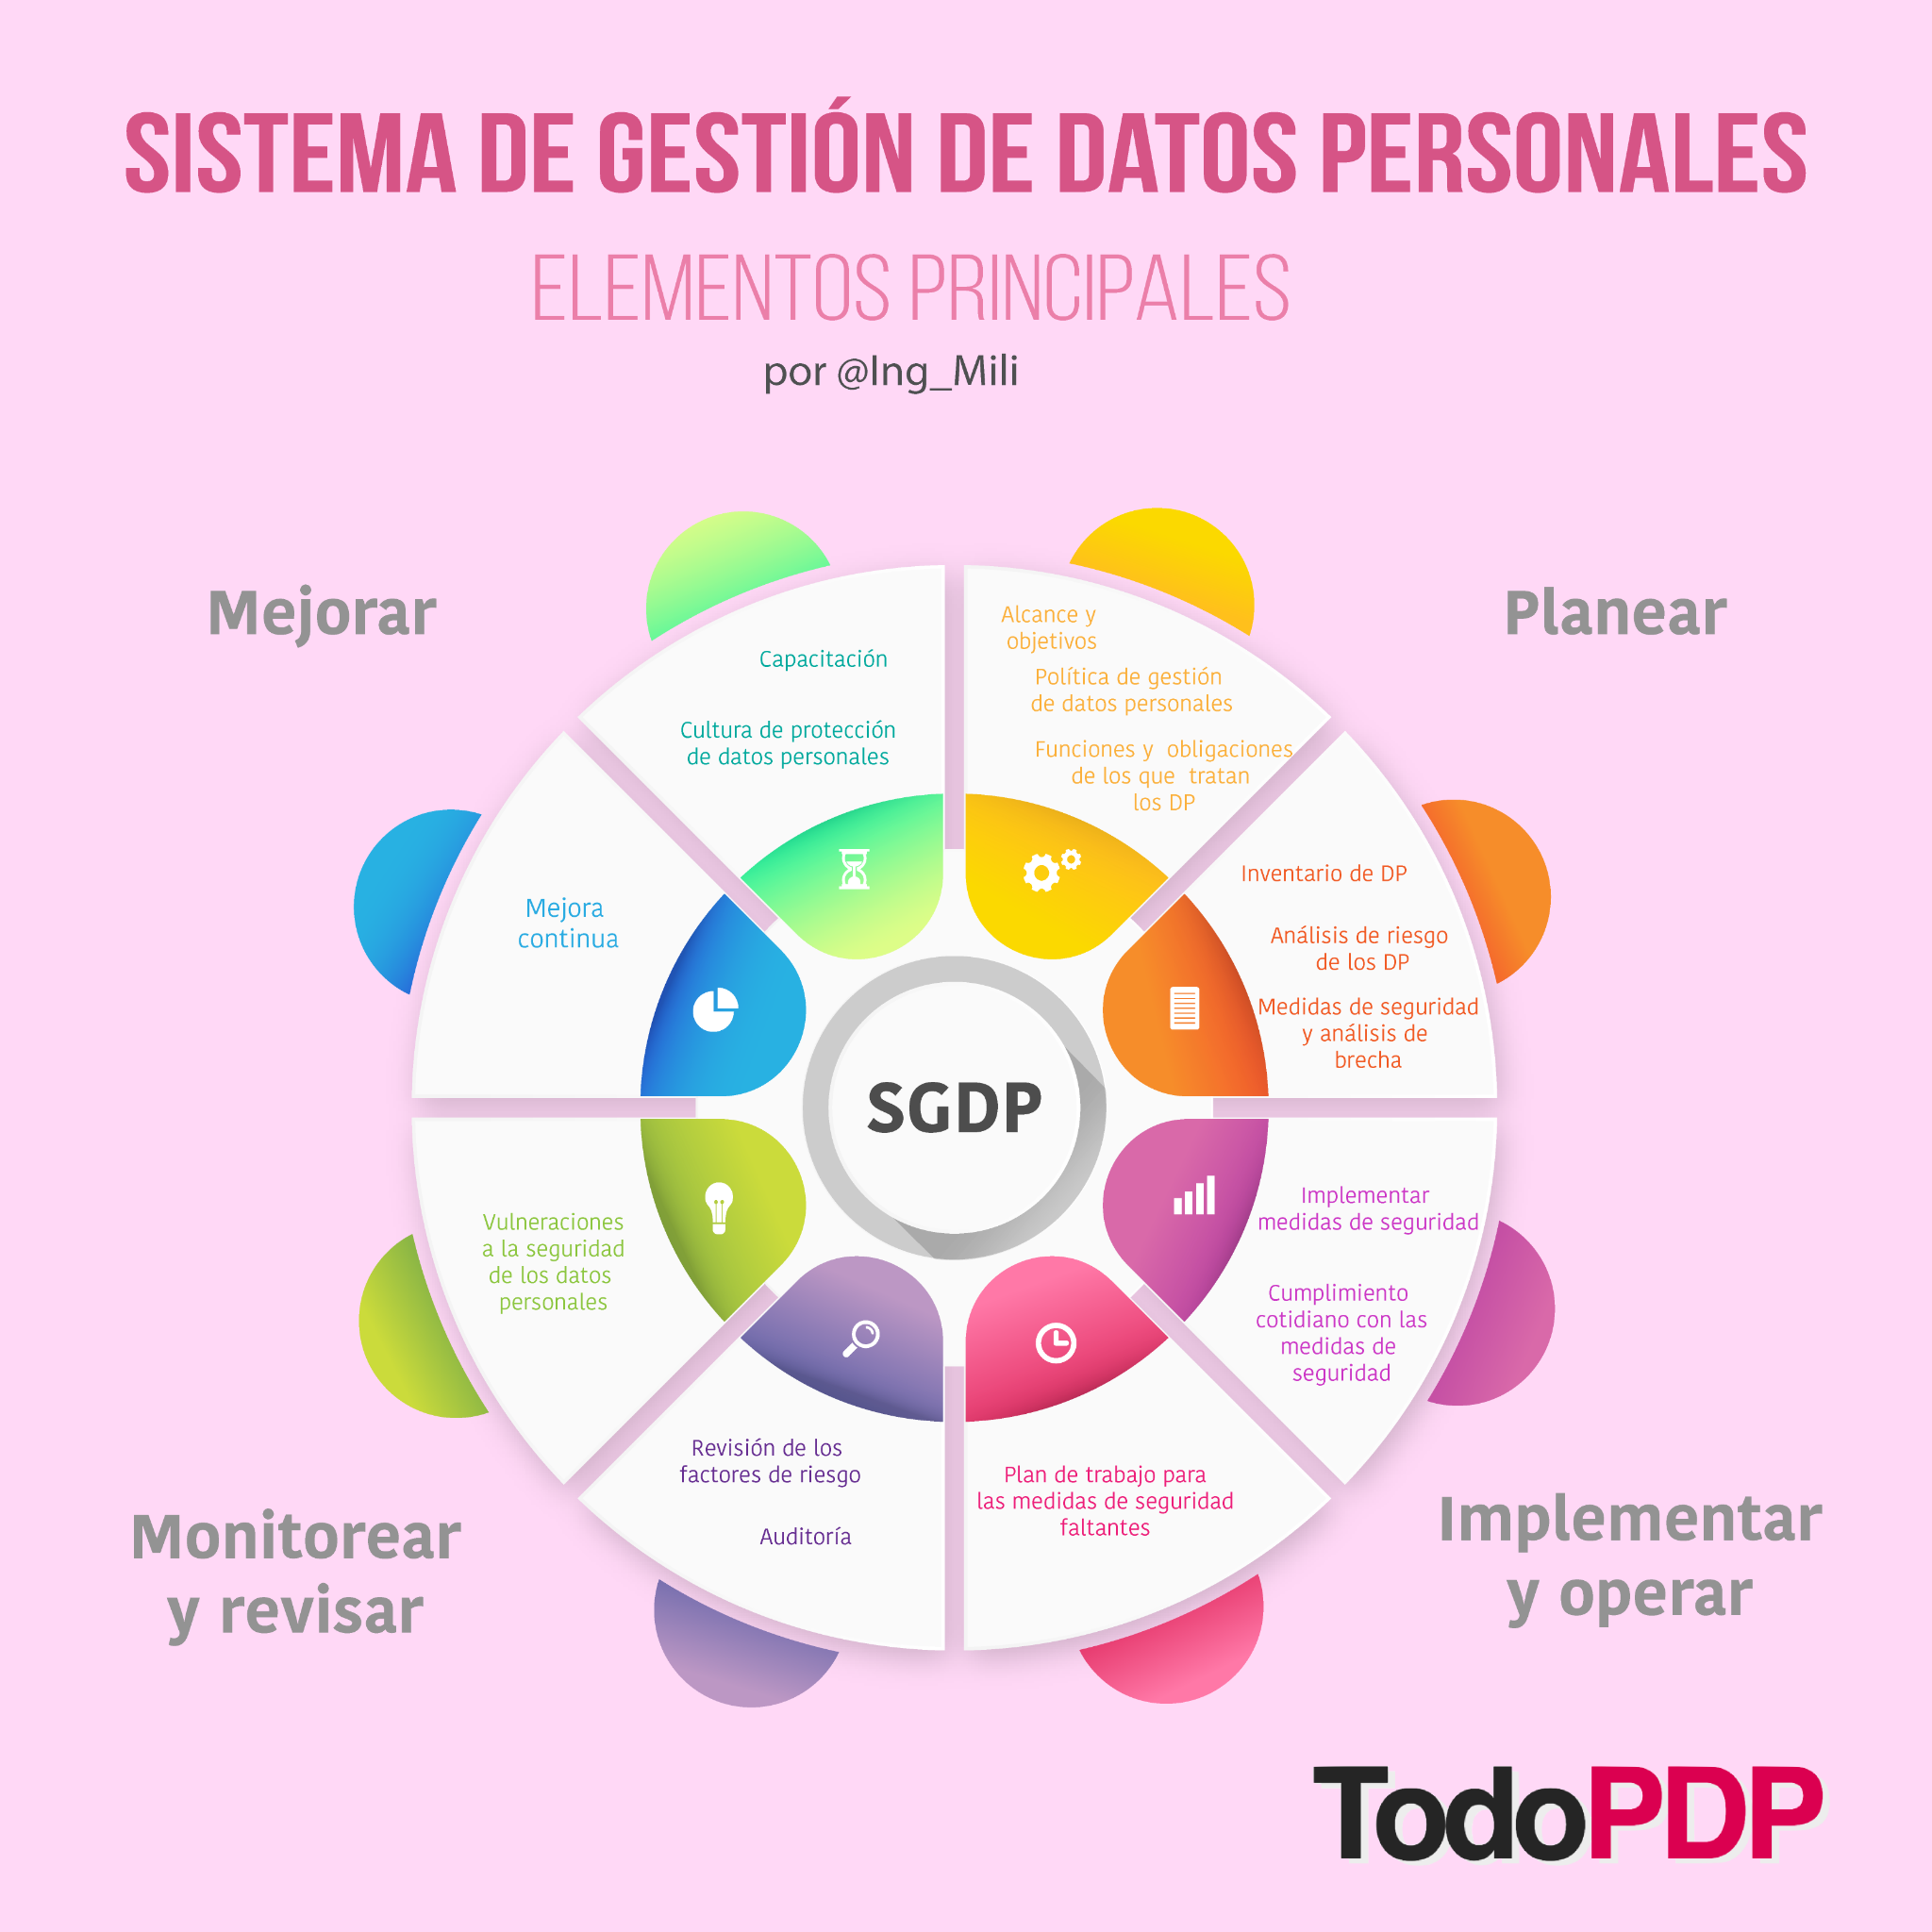 SISTEMA DE GESTIÓN DE DATOS PERSONALES
ELEMENTOS PRINCIPALES
por @Ing_Mili
Mejorar
Planear
Capacitación
Cultura de protección
de datos personales
Alcance y
objetivos
Política de gestión
de datos personales
Funciones y obligaciones
de los que tratan
los DP
Inventario de DP
Análisis de riesgo
de los DP
Medidas de seguridad
y análisis de
brecha
Mejora
continua
SGDP
Implementar
medidas de seguridad
Cumplimiento
cotidiano con las
medidas de
seguridad
Vulneraciones
a la seguridad
de los datos
personales
Revisión de los
factores de riesgo
Auditoría
Plan de trabajo para
las medidas de seguridad
faltantes
Monitorear
y revisar
Implementar
y operar
TodoPDP